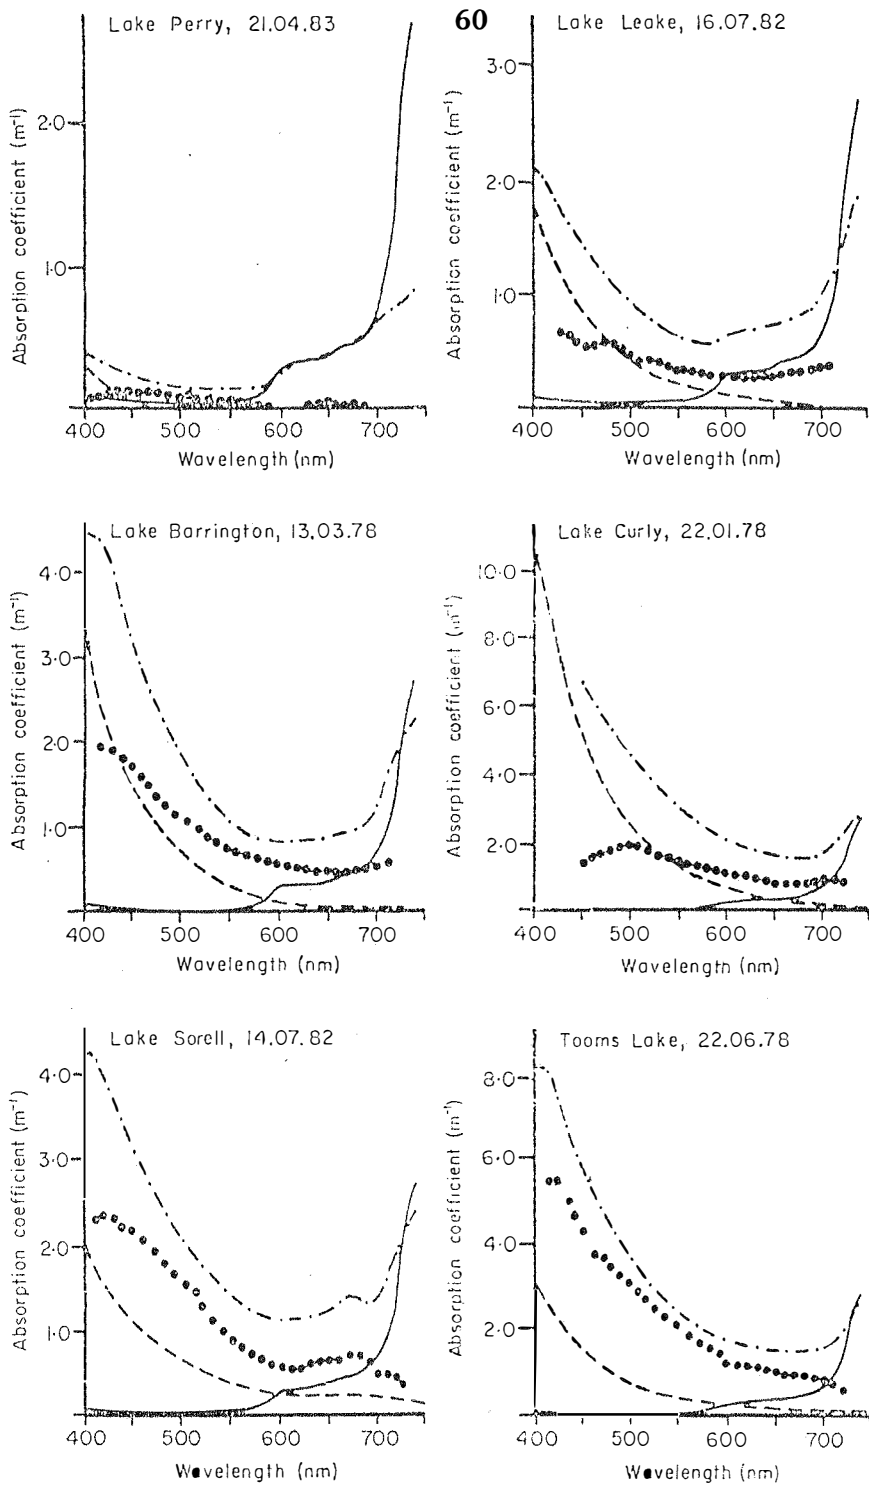 60
Lake Perry, 21.04.83
Absorption coefficient (m⁻¹)
2·0
1·0
400 500 600 700
Wavelength (nm)
Lake Leake, 16.07.82
Absorption coefficient (m⁻¹)
3·0
2·0
1·0
400 500 600 700
Wavelength (nm)
Lake Barrington, 13.03.78
Absorption coefficient (m⁻¹)
4·0
3·0
2·0
1·0
400 500 600 700
Wavelength (nm)
Lake Curly, 22.01.78
Absorption coefficient (m⁻¹)
10·0
8·0
6·0
4·0
2·0
400 500 600 700
Wavelength (nm)
Lake Sorell, 14.07.82
Absorption coefficient (m⁻¹)
4·0
3·0
2·0
1·0
400 500 600 700
Wavelength (nm)
Tooms Lake, 22.06.78
Absorption coefficient (m⁻¹)
8·0
6·0
4·0
2·0
400 500 600 700
Wavelength (nm)